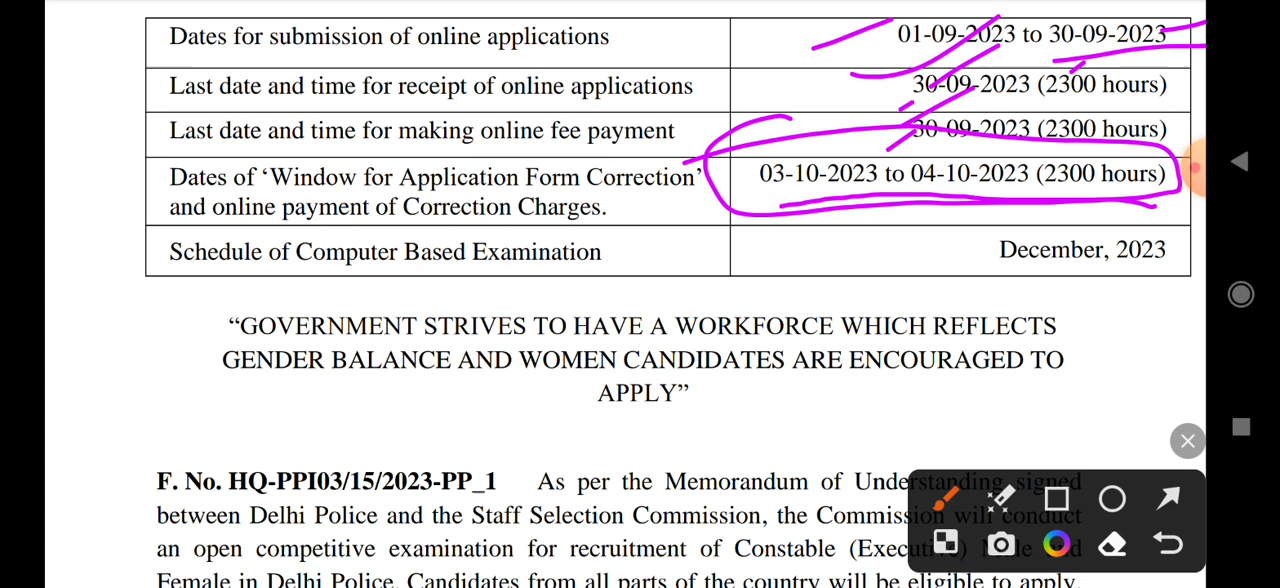 Dates for submission of online applications 01-09-2023 to 30-09-2023
Last date and time for receipt of online applications 30-09-2023 (2300 hours)
Last date and time for making online fee payment 30-09-2023 (2300 hours)
Dates of ‘Window for Application Form Correction’ 03-10-2023 to 04-10-2023 (2300 hours)
and online payment of Correction Charges.
Schedule of Computer Based Examination December, 2023
“GOVERNMENT STRIVES TO HAVE A WORKFORCE WHICH REFLECTS
GENDER BALANCE AND WOMEN CANDIDATES ARE ENCOURAGED TO
APPLY”
F. No. HQ-PPI03/15/2023-PP_1 As per the Memorandum of Understanding signed
between Delhi Police and the Staff Selection Commission, the Commission will conduct
an open competitive examination for recruitment of Constable (Executive) Male and
Female in Delhi Police. Candidates from all parts of the country will be eligible to apply.